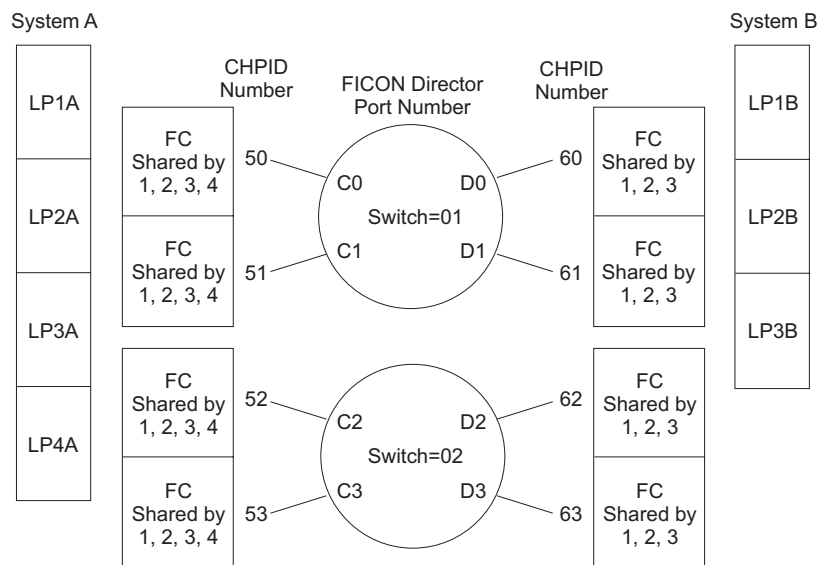 System A
System B
CHPID
Number
FICON Director
Port Number
CHPID
Number
LP1A
LP2A
LP3A
LP4A
FC
Shared by
1, 2, 3, 4
50
FC
Shared by
1, 2, 3, 4
51
C0
D0
Switch=01
C1
D1
60
FC
Shared by
1, 2, 3
61
FC
Shared by
1, 2, 3
FC
Shared by
1, 2, 3, 4
52
FC
Shared by
1, 2, 3, 4
53
C2
D2
Switch=02
C3
D3
62
FC
Shared by
1, 2, 3
63
FC
Shared by
1, 2, 3
LP1B
LP2B
LP3B